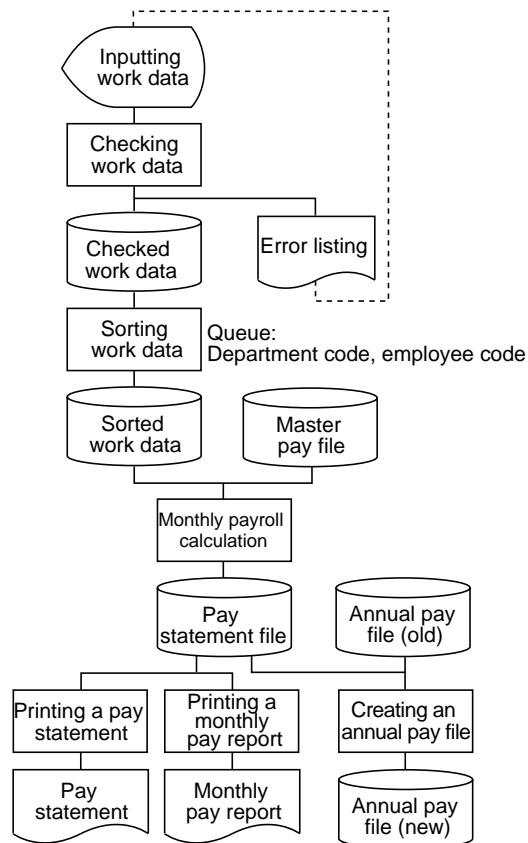 Inputting
work data
Checking
work data
Checked
work data
Error listing
Sorting
work data
Queue:
Department code, employee code
Sorted
work data
Master
pay file
Monthly payroll
calculation
Pay
statement file
Annual pay
file (old)
Printing a pay
statement
Printing a
monthly
pay report
Creating an
annual pay file
Pay
statement
Monthly
pay report
Annual pay
file (new)